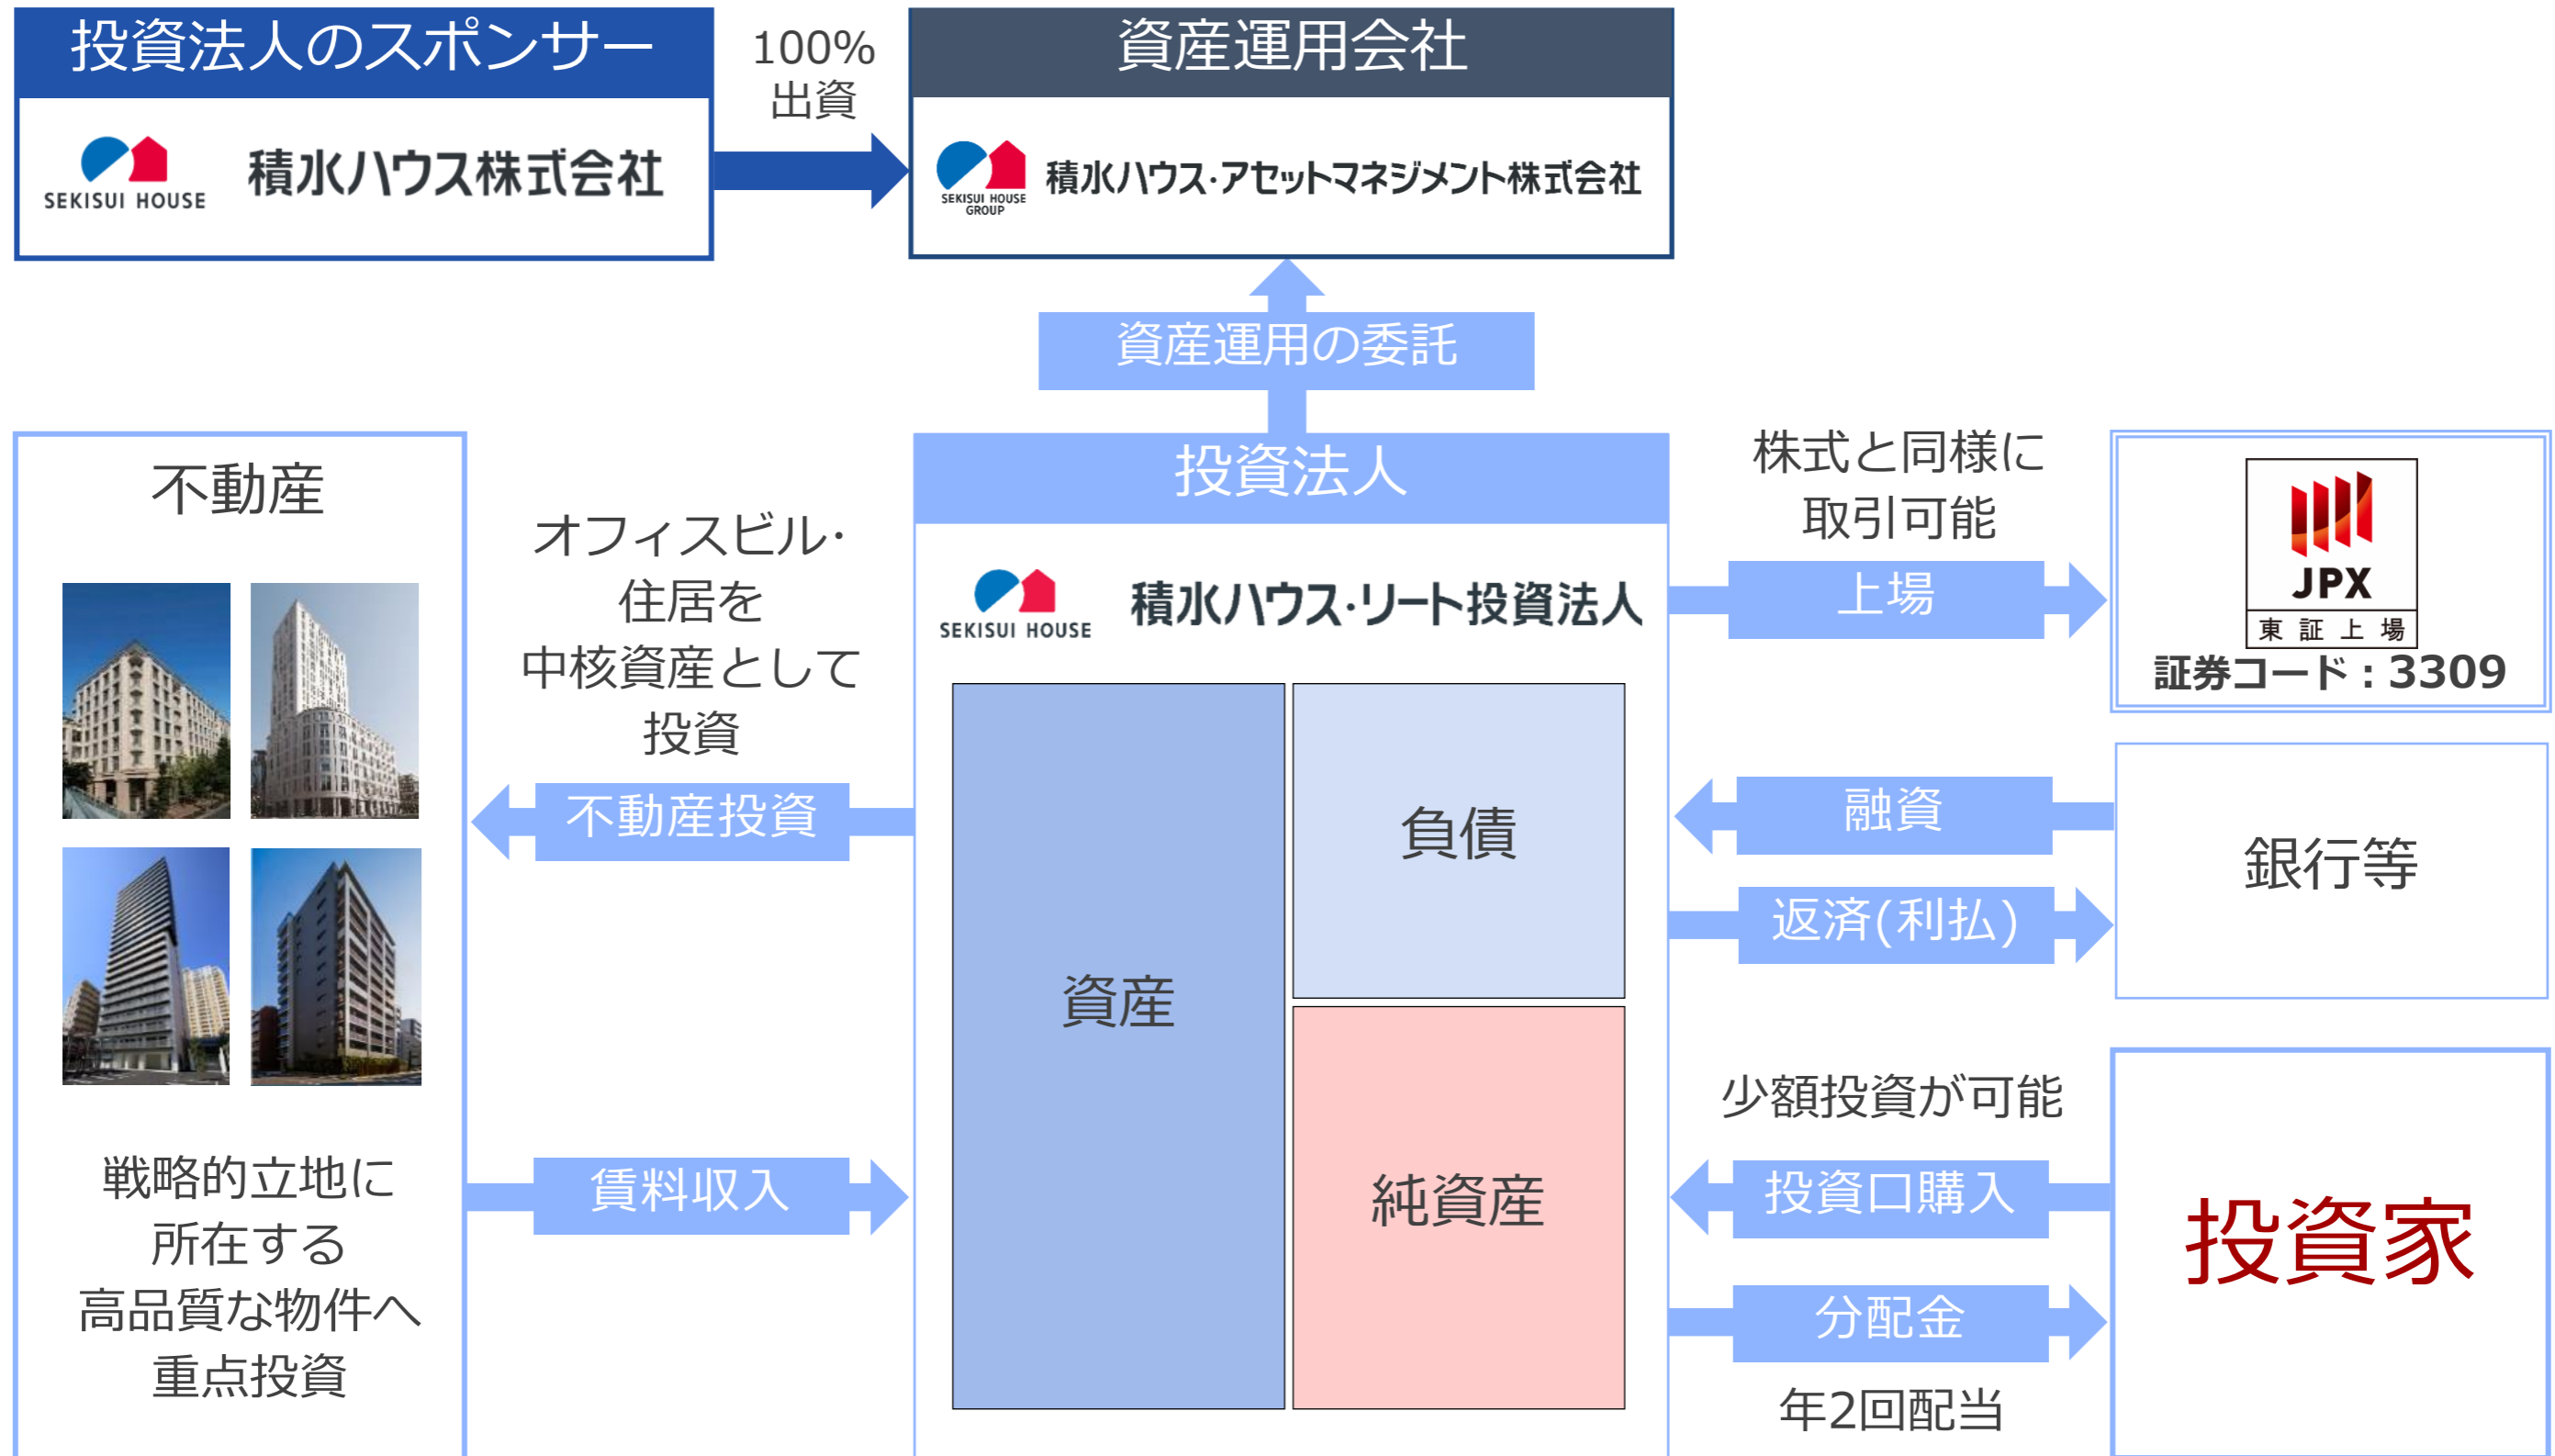 投資法人のスポンサー
SEKISUI HOUSE
積水ハウス株式会社
100%
出資
資産運用会社
SEKISUI HOUSE
GROUP
積水ハウス・アセットマネジメント株式会社
資産運用の委託
不動産
戦略的立地に
所在する
高品質な物件へ
重点投資
オフィスビル・
住居を
中核資産として
投資
不動産投資
賃料収入
投資法人
SEKISUI HOUSE
積水ハウス・リート投資法人
資産
負債
純資産
株式と同様に
取引可能
上場
JPX
東証上場
証券コード：3309
融資
返済(利払)
銀行等
少額投資が可能
投資口購入
分配金
年2回配当
投資家